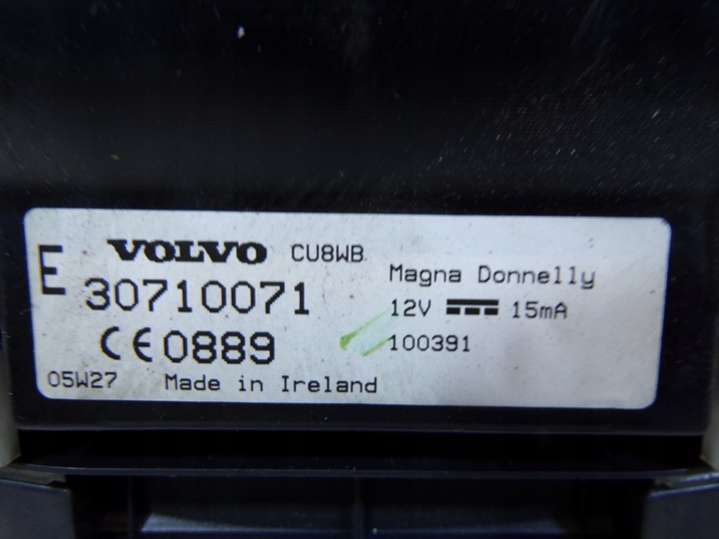 E VOLVO CU8WB
30710071
CE0889
05W27 Made in Ireland
Magna Donnelly
12V 15mA
100391